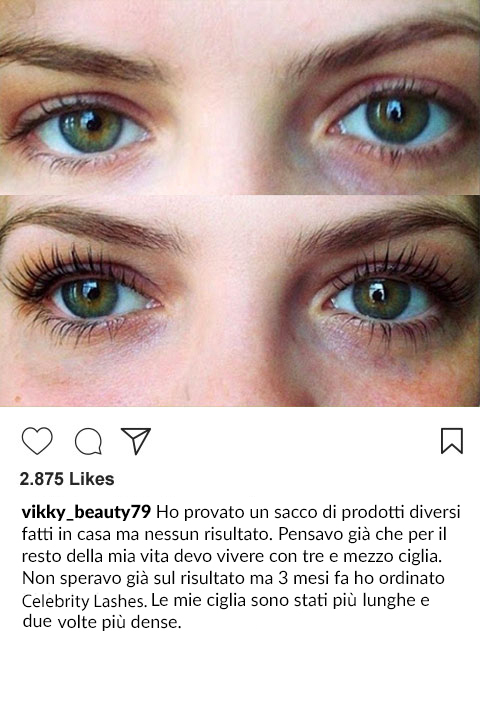 2.875 Likes
vikky_beauty79 Ho provato un sacco di prodotti diversi
fatti in casa ma nessun risultato. Pensavo già che per il
resto della mia vita devo vivere con tre e mezzo ciglia.
Non speravo già sul risultato ma 3 mesi fa ho ordinato
Celebrity Lashes. Le mie ciglia sono stati più lunghe e
due volte più dense.